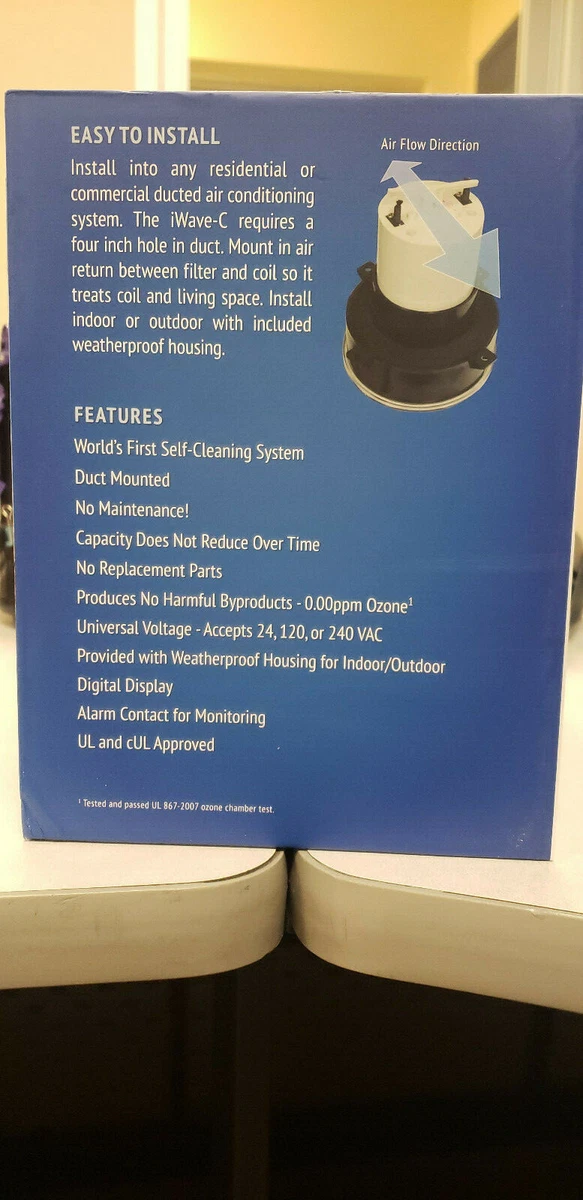 EASY TO INSTALL
Air Flow Direction
Install into any residential or
commercial ducted air conditioning
system. The iWave-C requires a
four inch hole in duct. Mount in air
return between filter and coil so it
treats coil and living space. Install
indoor or outdoor with included
weatherproof housing.
FEATURES
World's First Self-Cleaning System
Duct Mounted
No Maintenance!
Capacity Does Not Reduce Over Time
No Replacement Parts
Produces No Harmful Byproducts - 0.00ppm Ozone¹
Universal Voltage - Accepts 24, 120, or 240 VAC
Provided with Weatherproof Housing for Indoor/Outdoor
Digital Display
Alarm Contact for Monitoring
UL and cUL Approved
¹ Tested and passed UL 867-2007 ozone chamber test.